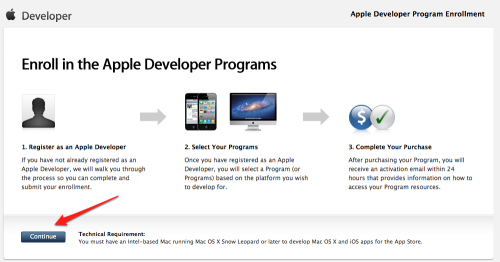 Developer
Apple Developer Program Enrollment
Enroll in the Apple Developer Programs
1. Register as an Apple Developer
If you have not already registered as
Apple Developer, we will walk you through
the process so you can complete and
submit your enrollment.
2. Select Your Programs
Once you have registered as an Apple
Developer, you will select a Program (or
Programs) based on the platform you wish
to develop for.
3. Complete Your Purchase
After purchasing your Program, you will
receive an activation email within 24
hours that provides information on how to
access your Program resources.
Continue
Technical Requirement:
You must have an Intel-based Mac running Mac OS X Snow Leopard or later to develop Mac OS X and iOS apps for the App Store.